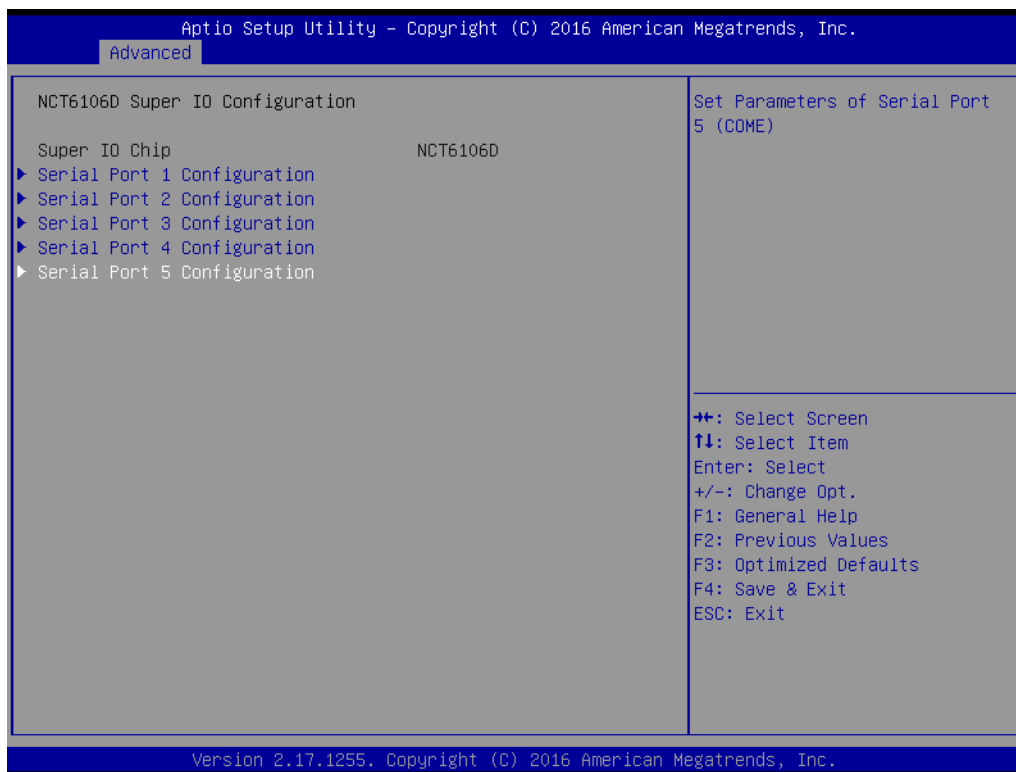 Aptio Setup Utility – Copyright (C) 2016 American Megatrends, Inc.
Advanced
NCT6106D Super IO Configuration
Super IO Chip NCT6106D
▶ Serial Port 1 Configuration
▶ Serial Port 2 Configuration
▶ Serial Port 3 Configuration
▶ Serial Port 4 Configuration
▶ Serial Port 5 Configuration
Set Parameters of Serial Port
5 (COME)
→←: Select Screen
↑↓: Select Item
Enter: Select
+/-: Change Opt.
F1: General Help
F2: Previous Values
F3: Optimized Defaults
F4: Save & Exit
ESC: Exit
Version 2.17.1255. Copyright (C) 2016 American Megatrends, Inc.